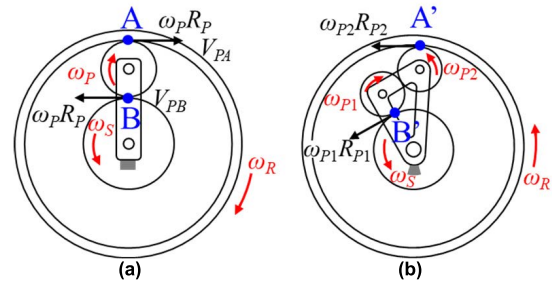 A
ω_P R_P
V_PA
ω_P
V_PB
ω_P R_P
ω_S
B
ω_R
(a)
ω_P2 R_P2
A'
ω_P2
ω_P1
B'
ω_P1 R_P1
ω_S
ω_R
(b)